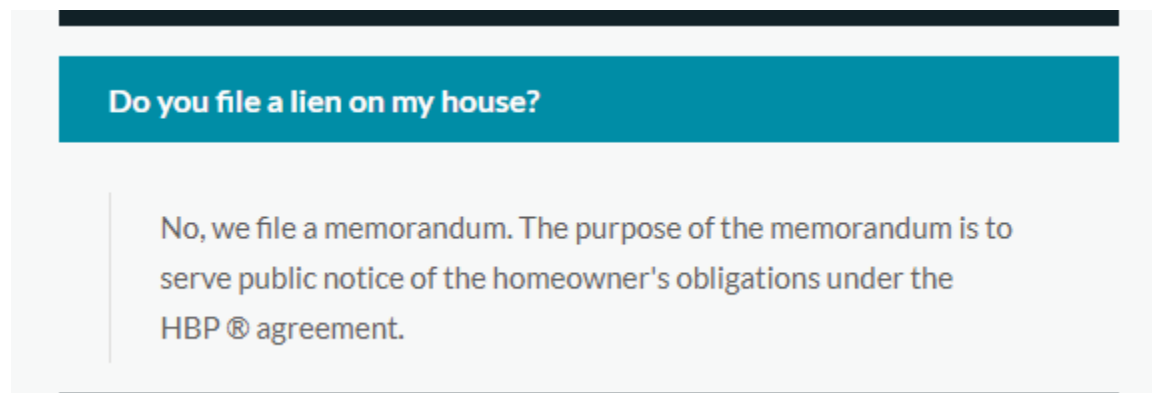 Do you file a lien on my house?
No, we file a memorandum. The purpose of the memorandum is to
serve public notice of the homeowner's obligations under the
HBP ® agreement.